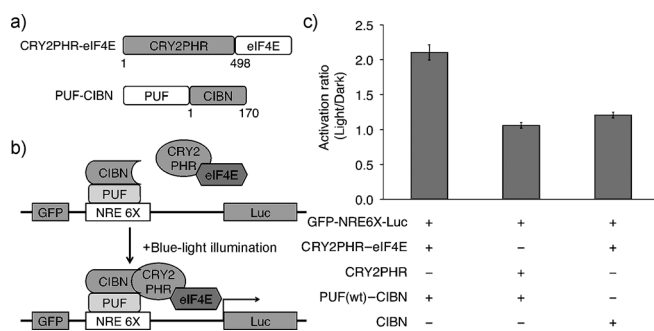 a)
CRY2PHR-eIF4E CRY2PHR eIF4E
1 498
PUF-CIBN PUF CIBN
1 170
b)
CRY2
PHR
eIF4E
CIBN
PUF
GFP NRE 6X Luc
+Blue-light illumination
CIBN CRY2
PHR
eIF4E
PUF
GFP NRE 6X Luc
c)
Activation ratio
(Light/Dark)
2.5
2.0
1.5
1.0
0.5
0.0
GFP-NRE6X-Luc + + +
CRY2PHR–eIF4E + – +
CRY2PHR – + –
PUF(wt)–CIBN + + –
CIBN – – +